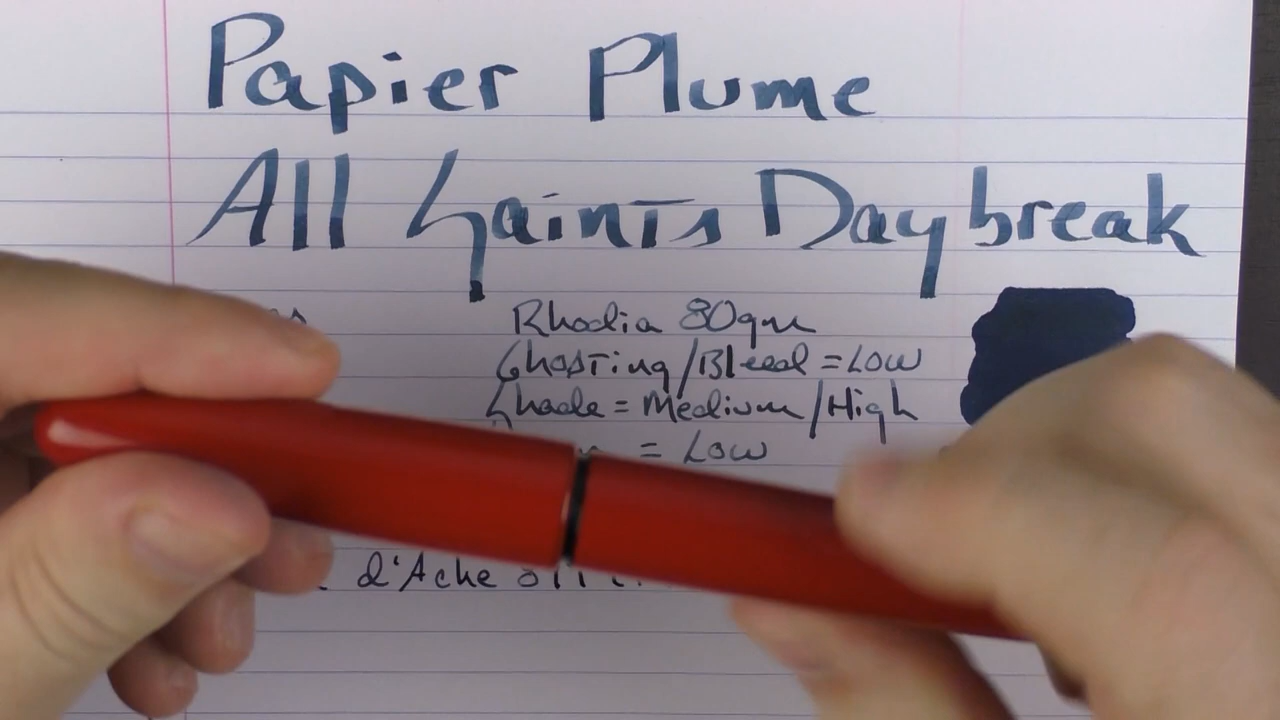 Papier Plume
All Saints Daybreak
Rhodia 80gm
Ghosting/Bleed = Low
Shade = Medium/High
= Low
d'Ache